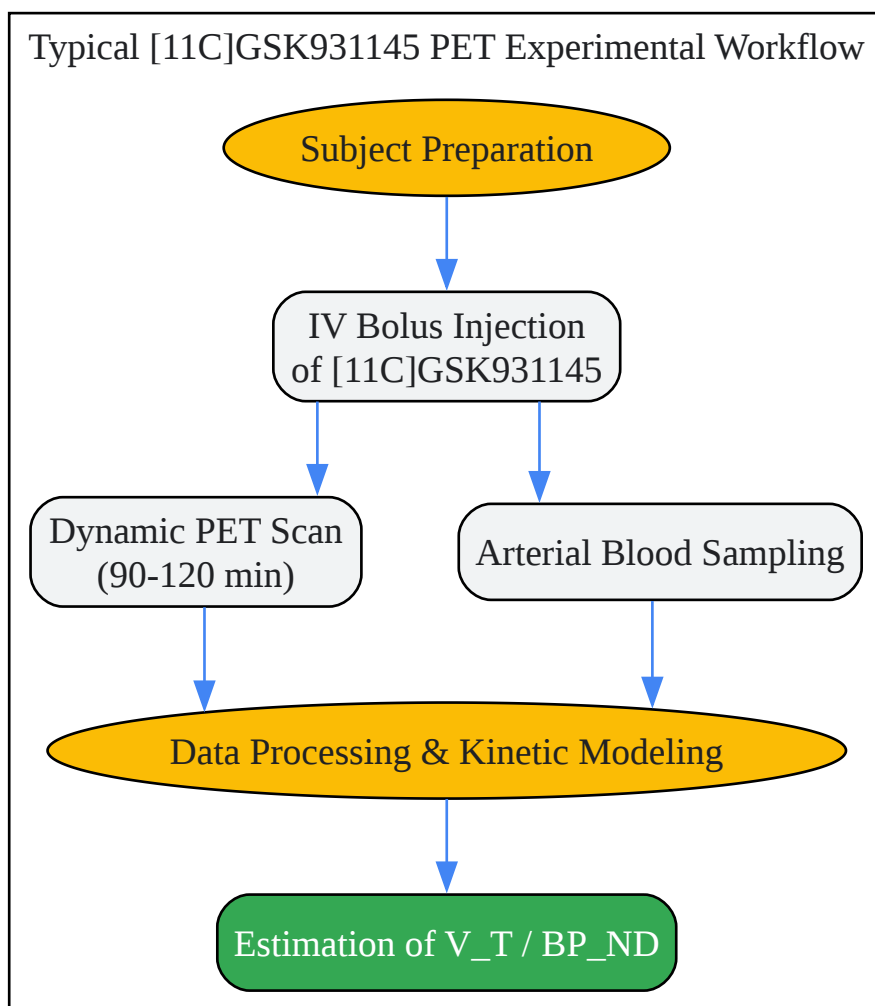 Typical [11C]GSK931145 PET Experimental Workflow
Subject Preparation
IV Bolus Injection
of [11C]GSK931145
Dynamic PET Scan
(90-120 min)
Arterial Blood Sampling
Data Processing & Kinetic Modeling
Estimation of V_T / BP_ND